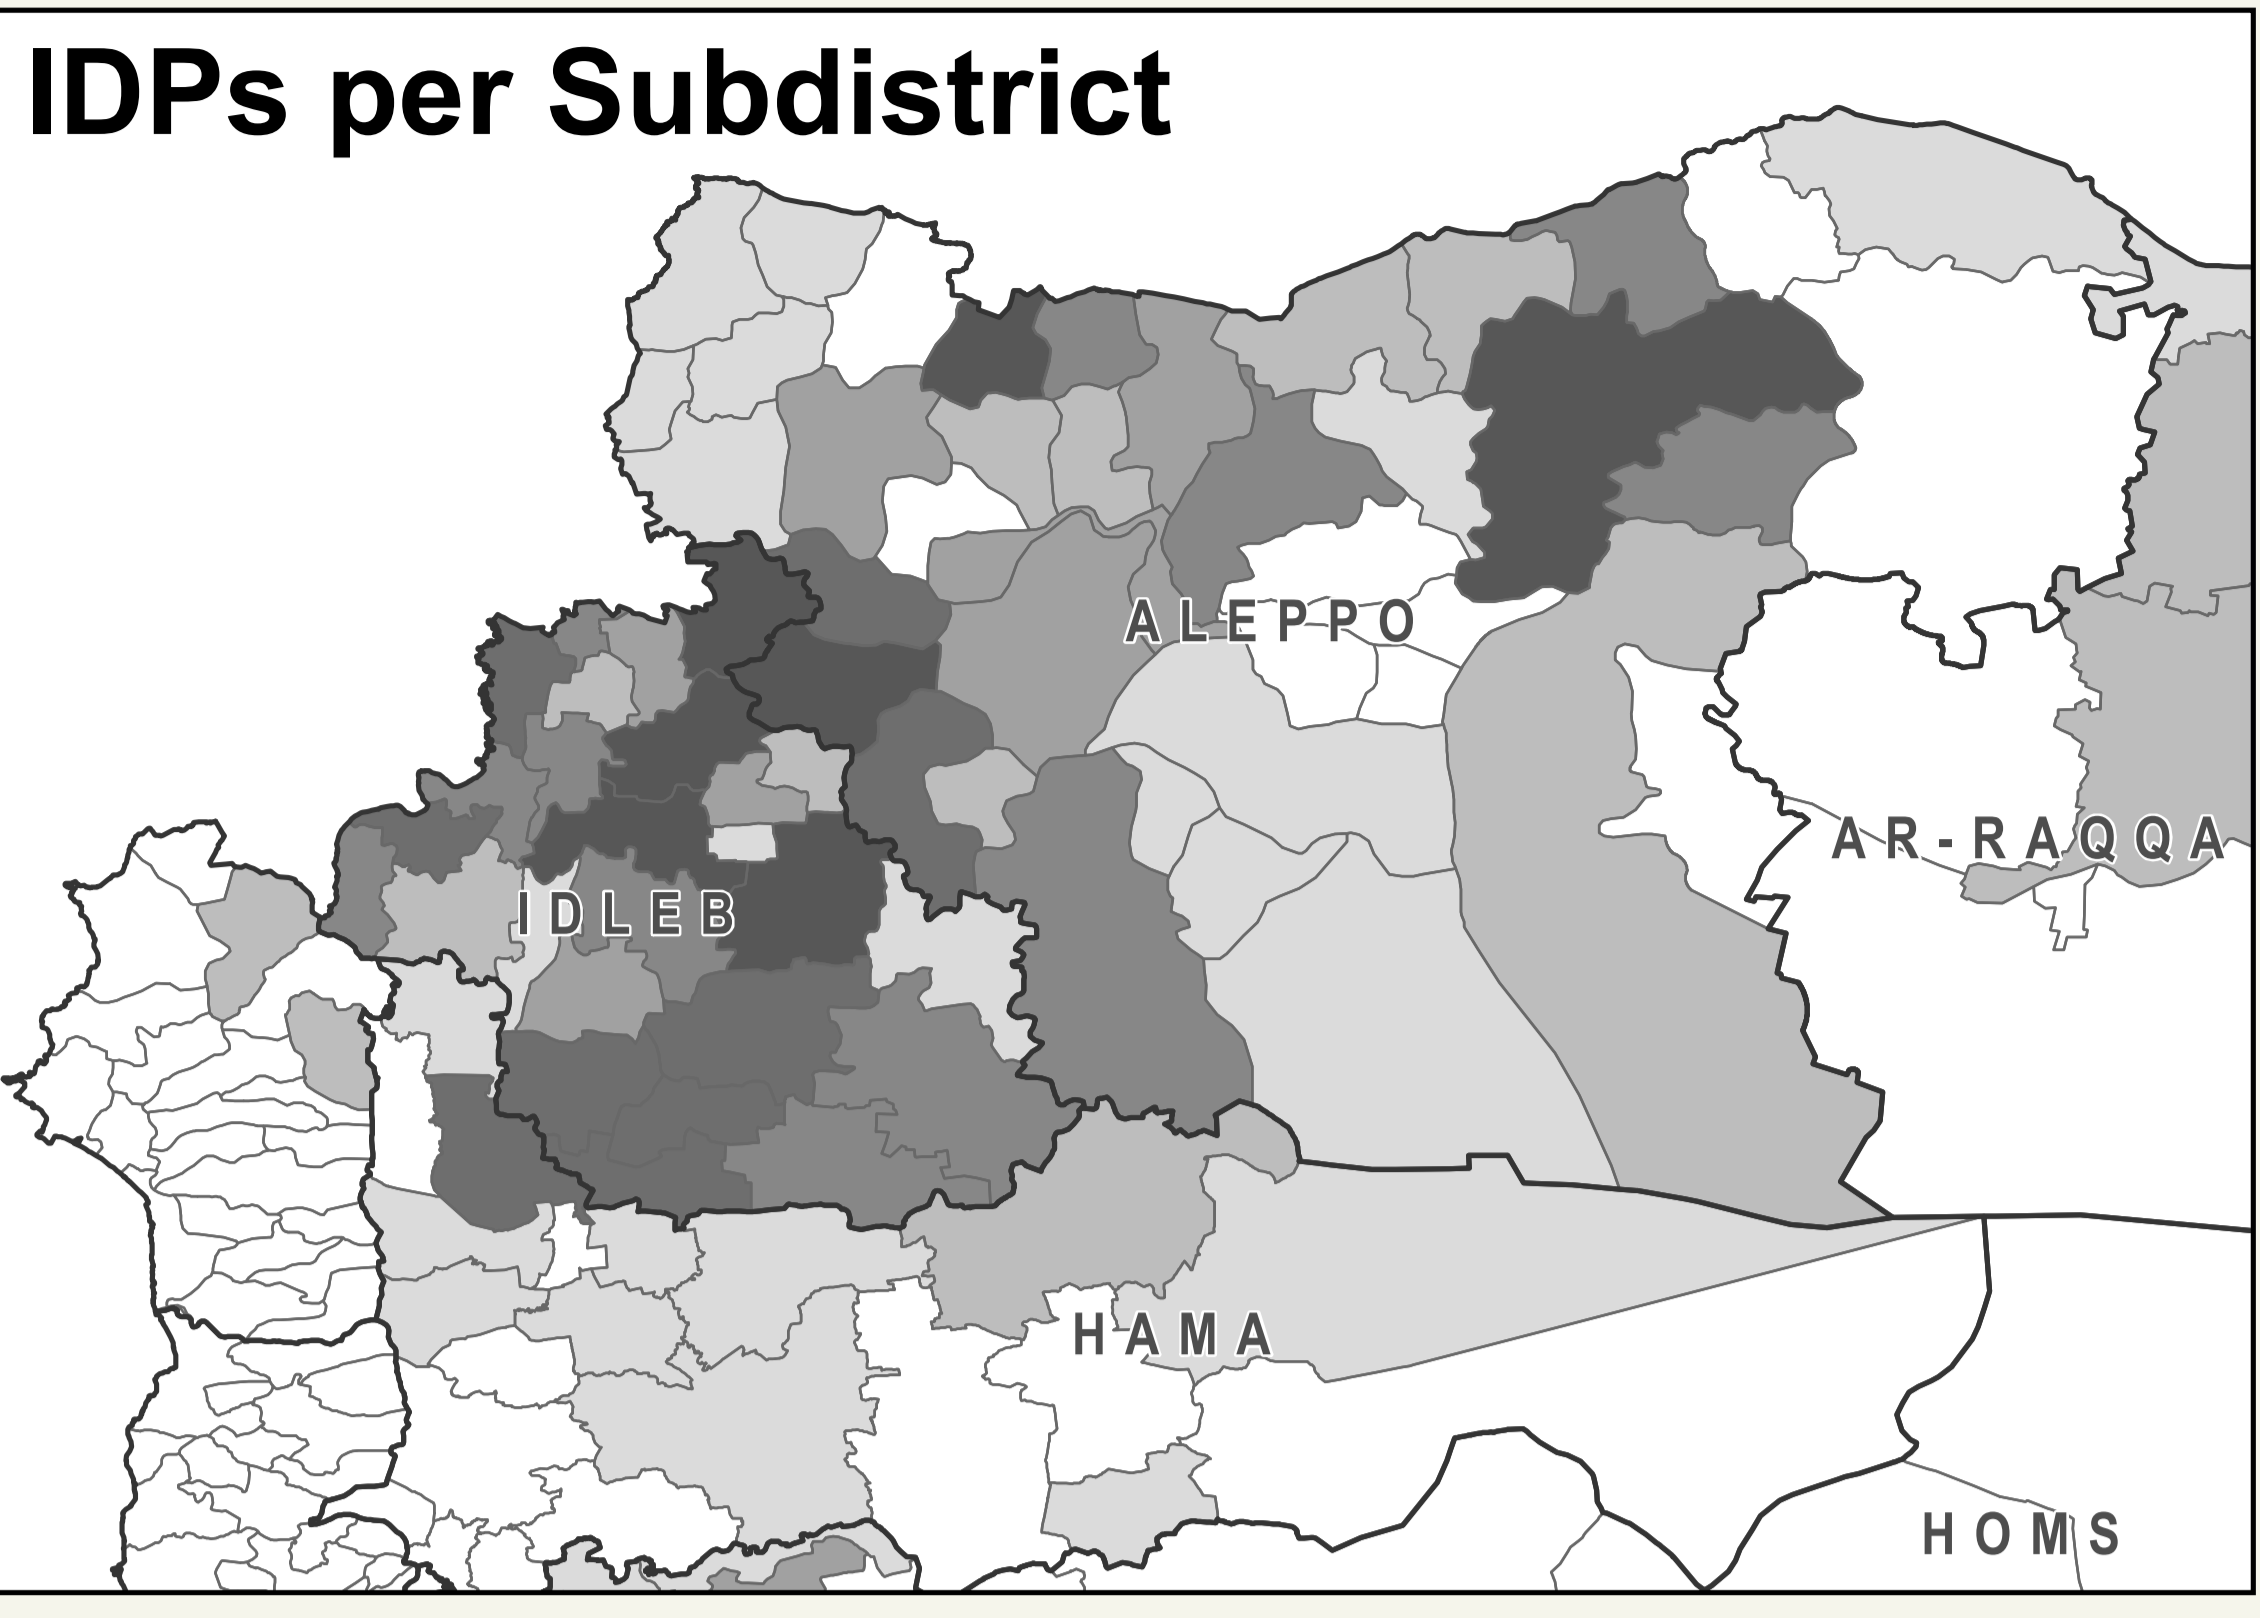 IDPs per Subdistrict
ALEPPO
AR-RAQQA
IDLEB
HAMA
HOMS